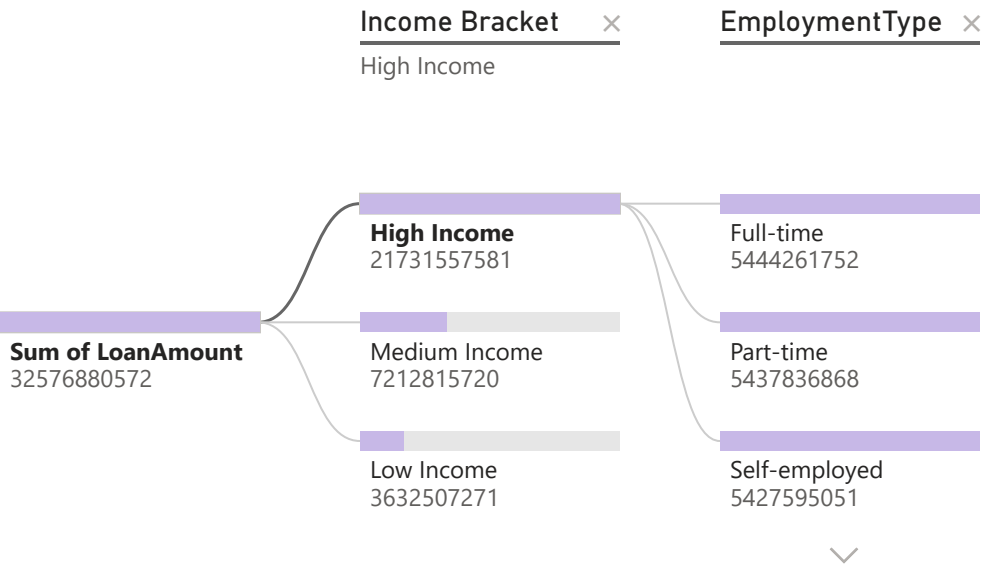 Income Bracket
EmploymentType
High Income
High Income
21731557581
Full-time
5444261752
Sum of LoanAmount
32576880572
Medium Income
7212815720
Part-time
5437836868
Low Income
3632507271
Self-employed
5427595051